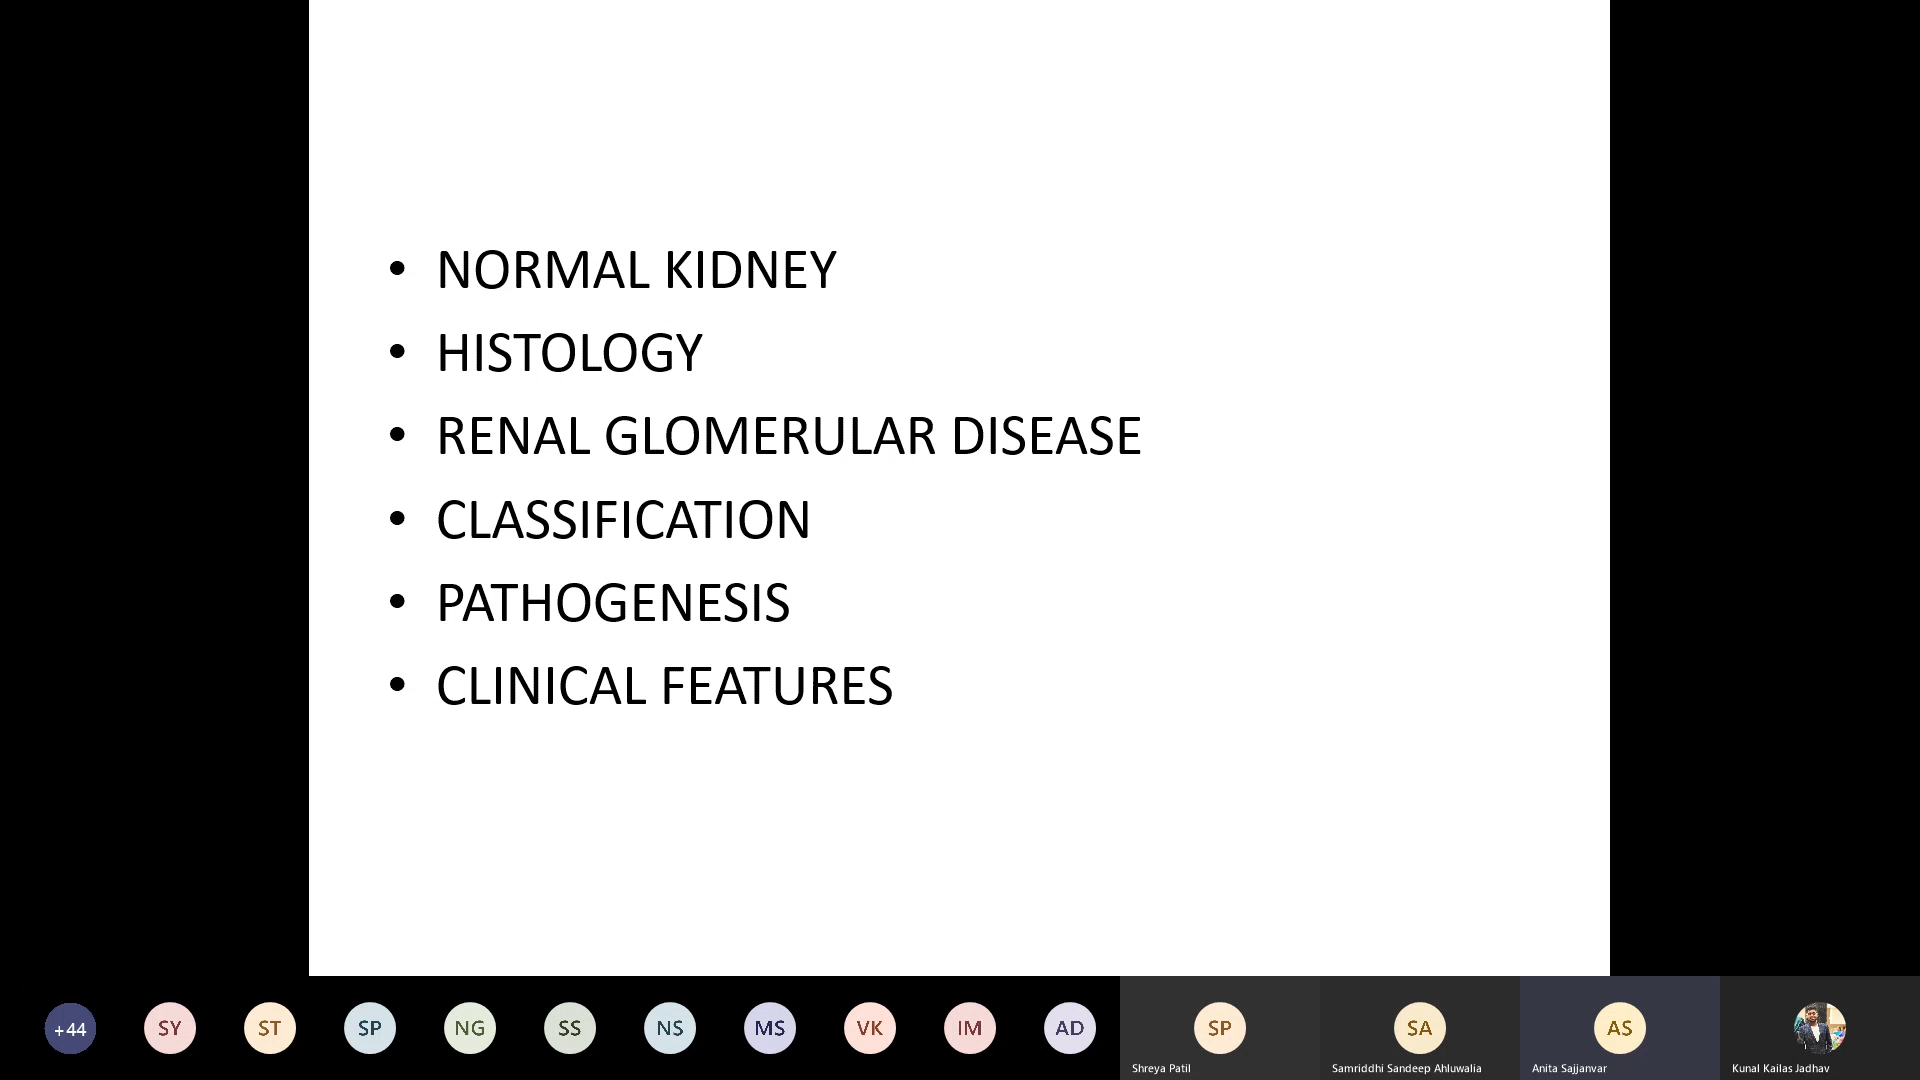 • NORMAL KIDNEY
• HISTOLOGY
• RENAL GLOMERULAR DISEASE
• CLASSIFICATION
• PATHOGENESIS
• CLINICAL FEATURES
+44 SY ST SP NG SS NS MS VK IM AD SP SA AS
Shreya Patil Samriddhi Sandeep Ahluwalia Anita Sajjanvar Kunal Kailas Jadhav